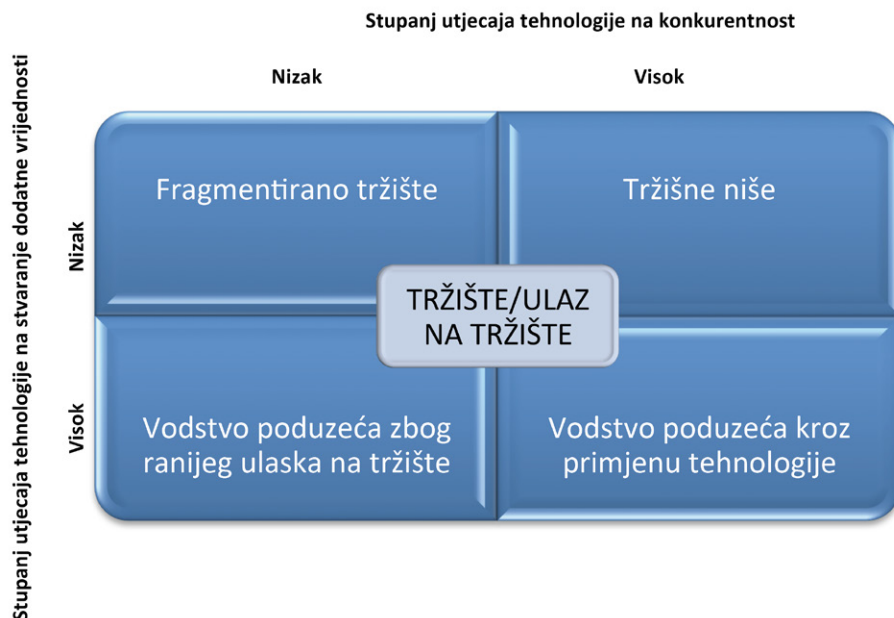 Stupanj utjecaja tehnologije na konkurentnost
Nizak
Visok
Stupanj utjecaja tehnologije na stvaranje dodatne vrijednosti
Nizak
Fragmentirano tržište
Tržišne niše
TRŽIŠTE/ULAZ
NA TRŽIŠTE
Visok
Vodstvo poduzeća zbog
ranijeg ulaska na tržište
Vodstvo poduzeća kroz
primjenu tehnologije